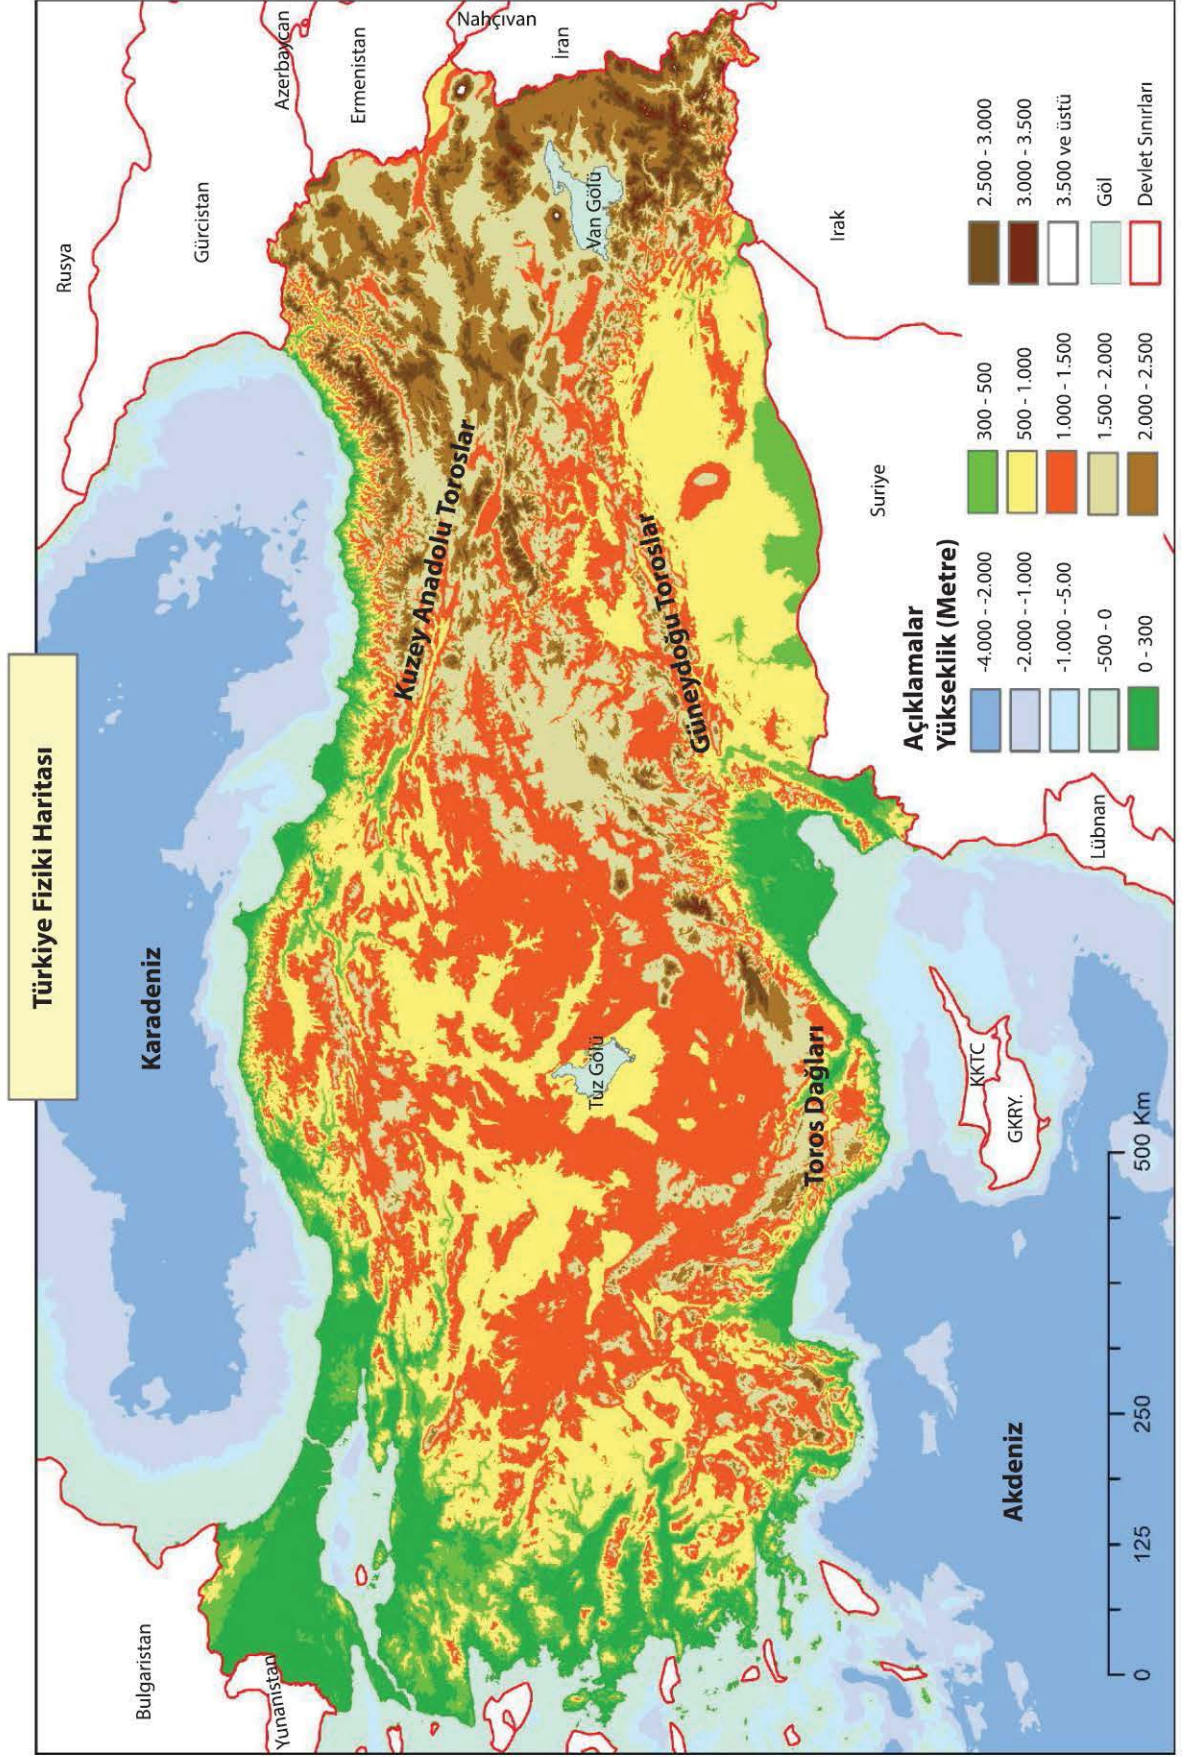 Türkiye Fiziki Haritası
Rusya
Gürcistan
Azerbaycan
Ermenistan
Nahçıvan
İran
Bulgaristan
Yunanistan
Karadeniz
Kuzey Anadolu Toroslar
Güneydoğu Toroslar
Toros Dağları
Van Gölü
Tuz Gölü
Irak
Suriye
Lübnan
KKTC
GKRY.
Akdeniz
0 125 250 500 Km
Açıklamalar
Yükseklik (Metre)
-4.000 - -2.000
-2.000 - -1.000
-1.000 - -5.00
-500 - 0
0 - 300
300 - 500
500 - 1.000
1.000 - 1.500
1.500 - 2.000
2.000 - 2.500
2.500 - 3.000
3.000 - 3.500
3.500 ve üstü
Göl
Devlet Sınırları